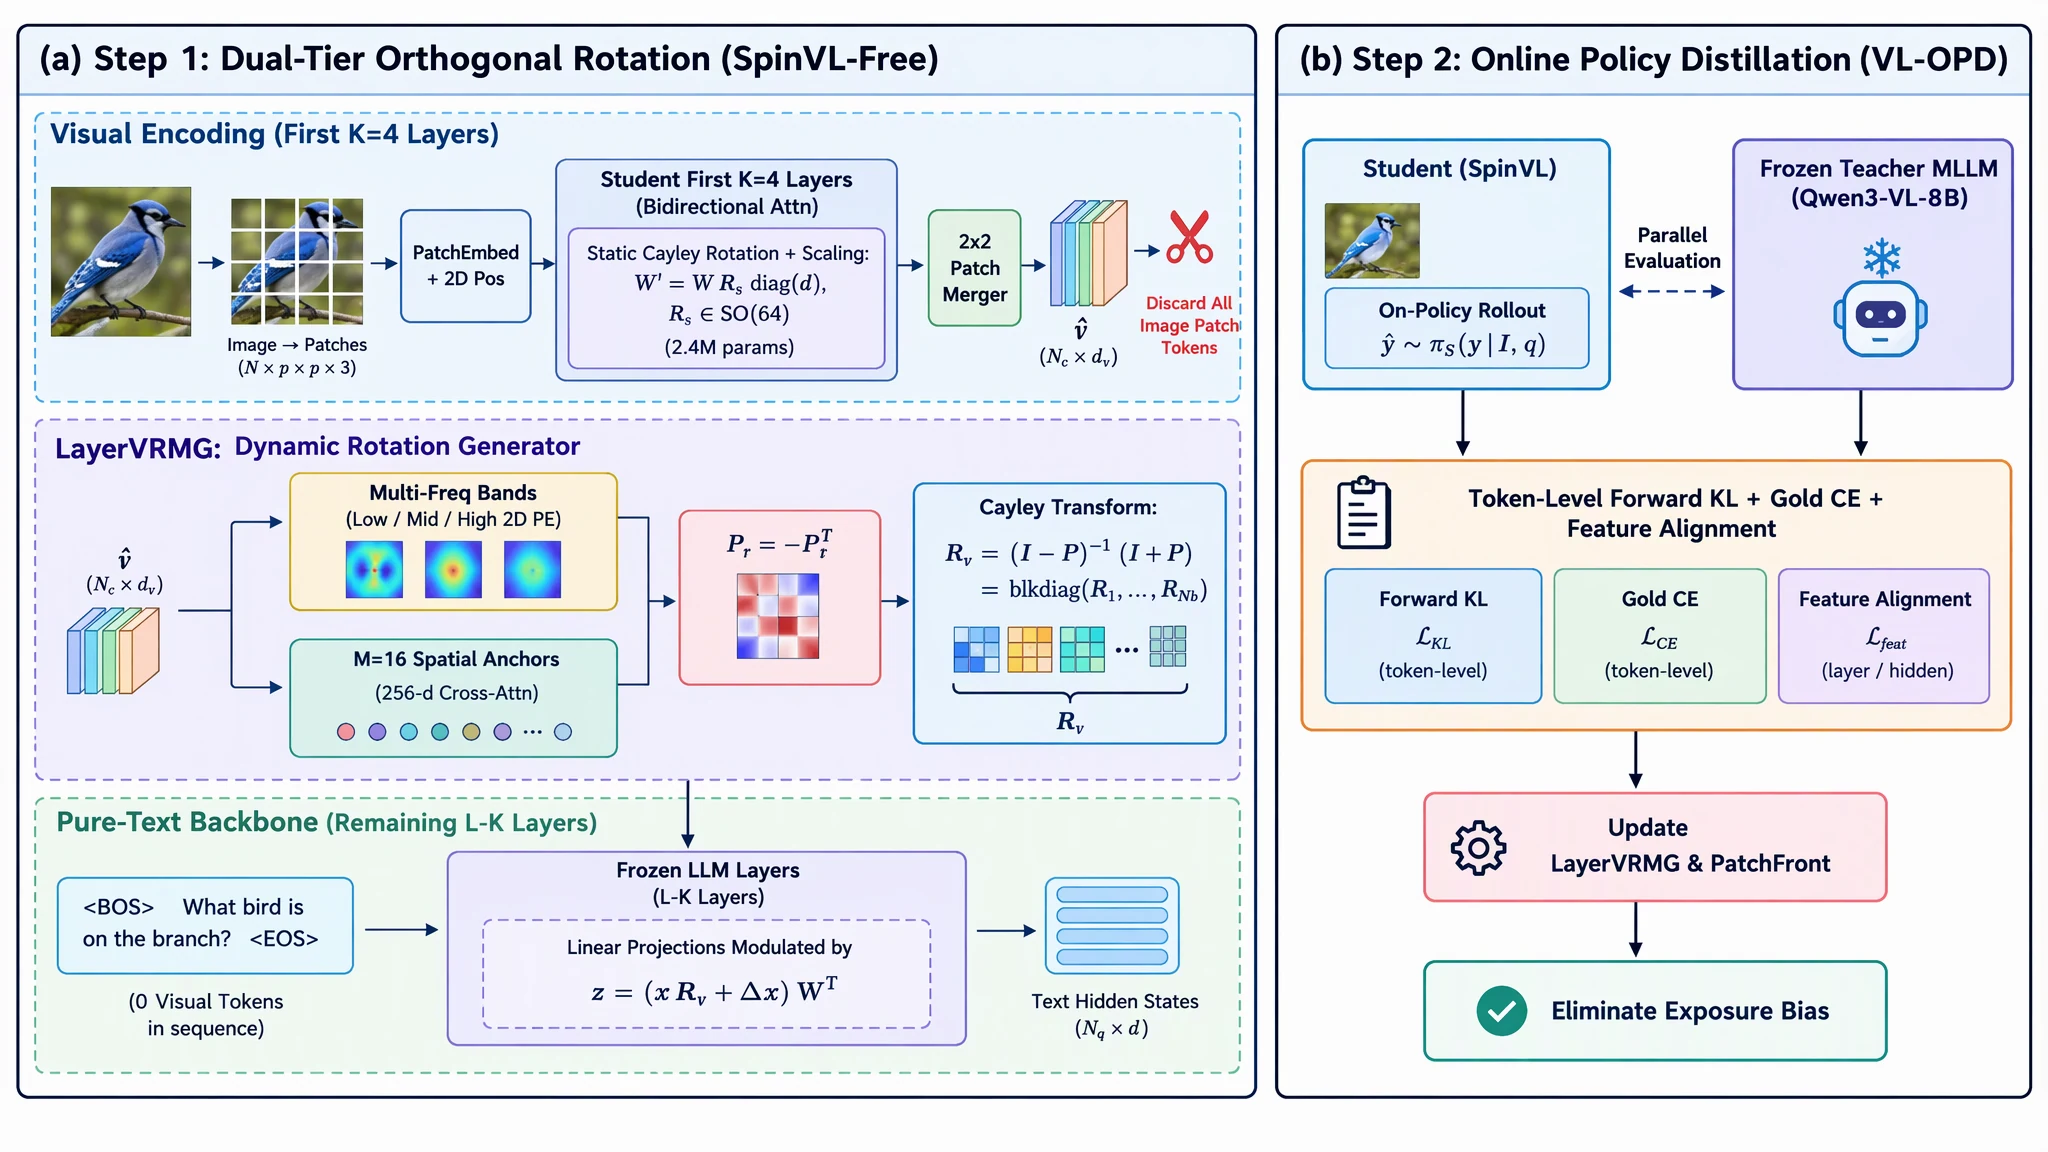 (a) Step 1: Dual-Tier Orthogonal Rotation (SpinVL-Free)
Visual Encoding (First K=4 Layers)
Image → Patches
(N × p × p × 3)
PatchEmbed
+ 2D Pos
Student First K=4 Layers
(Bidirectional Attn)
Static Cayley Rotation + Scaling:
W' = W R_s diag(d),
R_s ∈ SO(64)
(2.4M params)
2x2
Patch
Merger
v̂
(N_c × d_v)
Discard All
Image Patch
Tokens
LayerVRMG: Dynamic Rotation Generator
v̂
(N_c × d_v)
Multi-Freq Bands
(Low / Mid / High 2D PE)
M=16 Spatial Anchors
(256-d Cross-Attn)
...
P_r = −P_r^T
Cayley Transform:
R_v = (I − P)^−1 (I + P)
= blkdiag(R_1, ..., R_Nb)
...
R_v
Pure-Text Backbone (Remaining L-K Layers)
<BOS> What bird is
on the branch? <EOS>
(0 Visual Tokens
in sequence)
Frozen LLM Layers
(L-K Layers)
Linear Projections Modulated by
z = (x R_v + Δx) W^T
Text Hidden States
(N_q × d)
(b) Step 2: Online Policy Distillation (VL-OPD)
Student (SpinVL)
On-Policy Rollout
ŷ ~ π_S(y | I, q)
Parallel
Evaluation
Frozen Teacher MLLM
(Qwen3-VL-8B)
Token-Level Forward KL + Gold CE +
Feature Alignment
Forward KL
ℒ_KL
(token-level)
Gold CE
ℒ_CE
(token-level)
Feature Alignment
ℒ_feat
(layer / hidden)
Update
LayerVRMG & PatchFront
Eliminate Exposure Bias